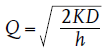 Q = √(2KD/h)